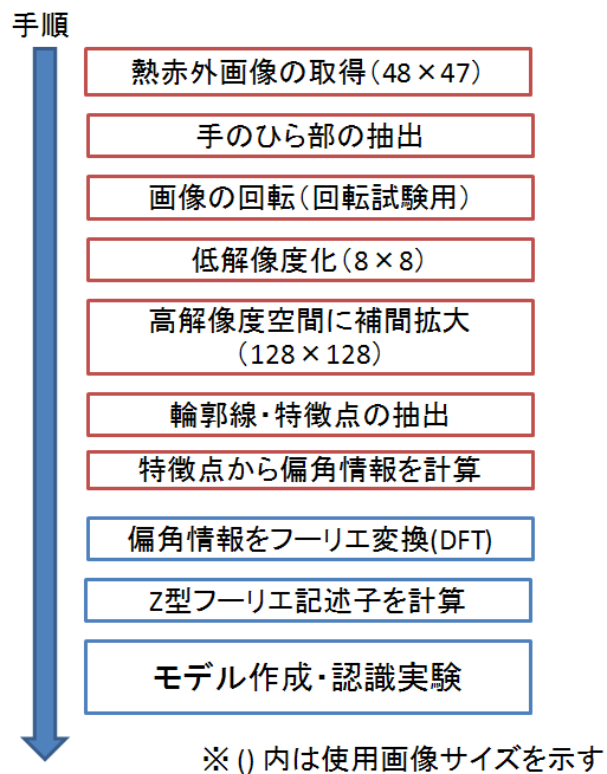 手順
熱赤外画像の取得（48×47）
手のひら部の抽出
画像の回転（回転試験用）
低解像度化（8×8）
高解像度空間に補間拡大
（128×128）
輪郭線・特徴点の抽出
特徴点から偏角情報を計算
偏角情報をフーリエ変換(DFT)
Z型フーリエ記述子を計算
モデル作成・認識実験
※ () 内は使用画像サイズを示す